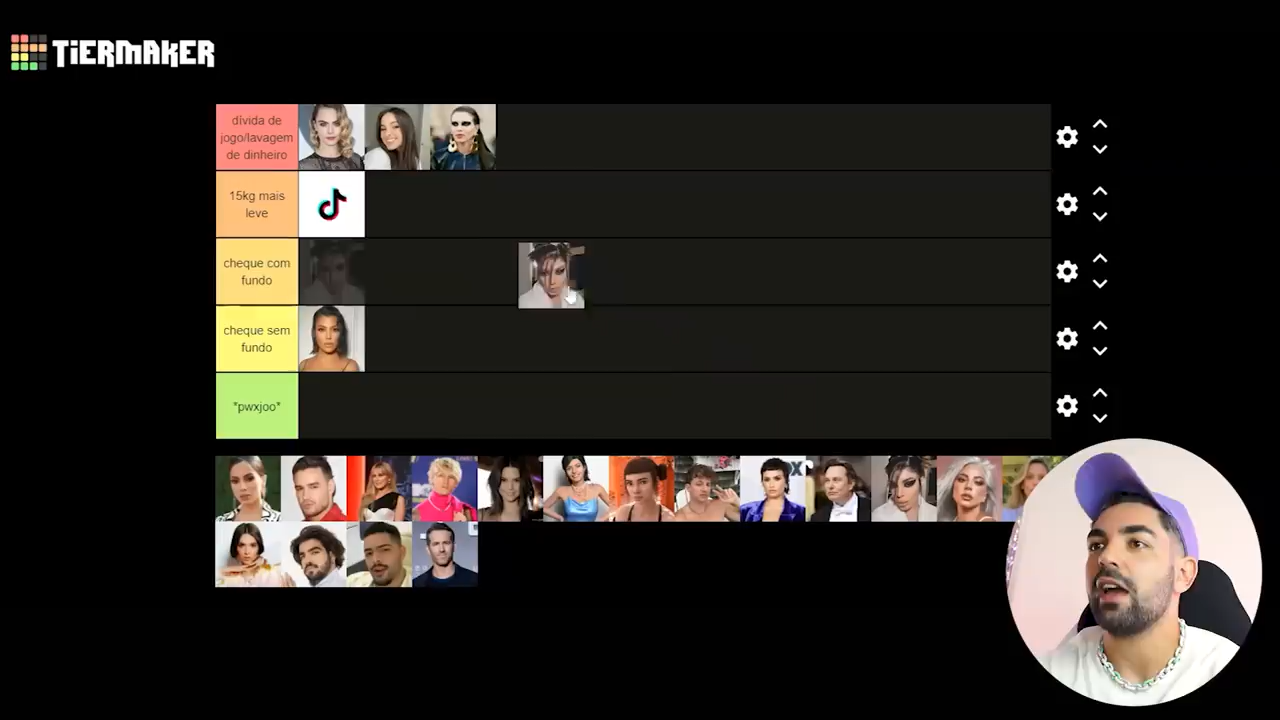 TiERMAKER
dívida de
jogo/lavagem
de dinheiro
15kg mais
leve
cheque com
fundo
cheque sem
fundo
*pwxjoo*